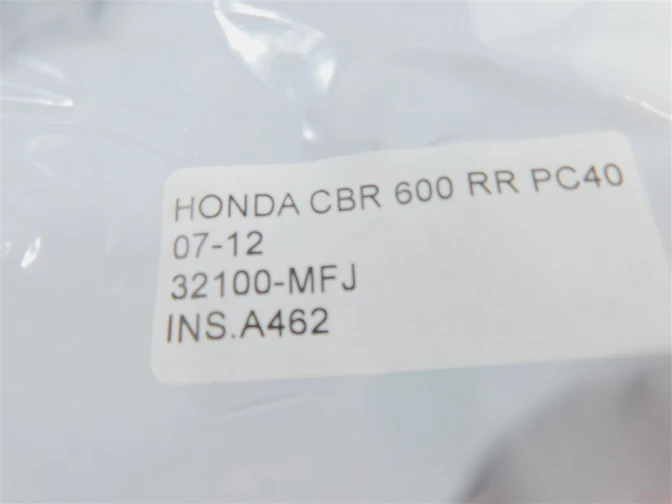 HONDA CBR 600 RR PC40
07-12
32100-MFJ
INS.A462